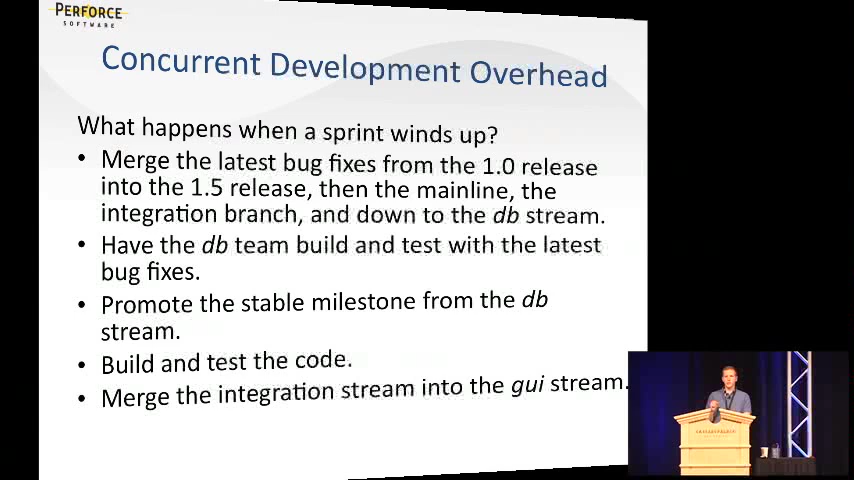 PERFORCE
SOFTWARE
Concurrent Development Overhead
What happens when a sprint winds up?
• Merge the latest bug fixes from the 1.0 release
into the 1.5 release, then the mainline, the
integration branch, and down to the db stream.
• Have the db team build and test with the latest
bug fixes.
• Promote the stable milestone from the db
stream.
• Build and test the code.
• Merge the integration stream into the gui stream.